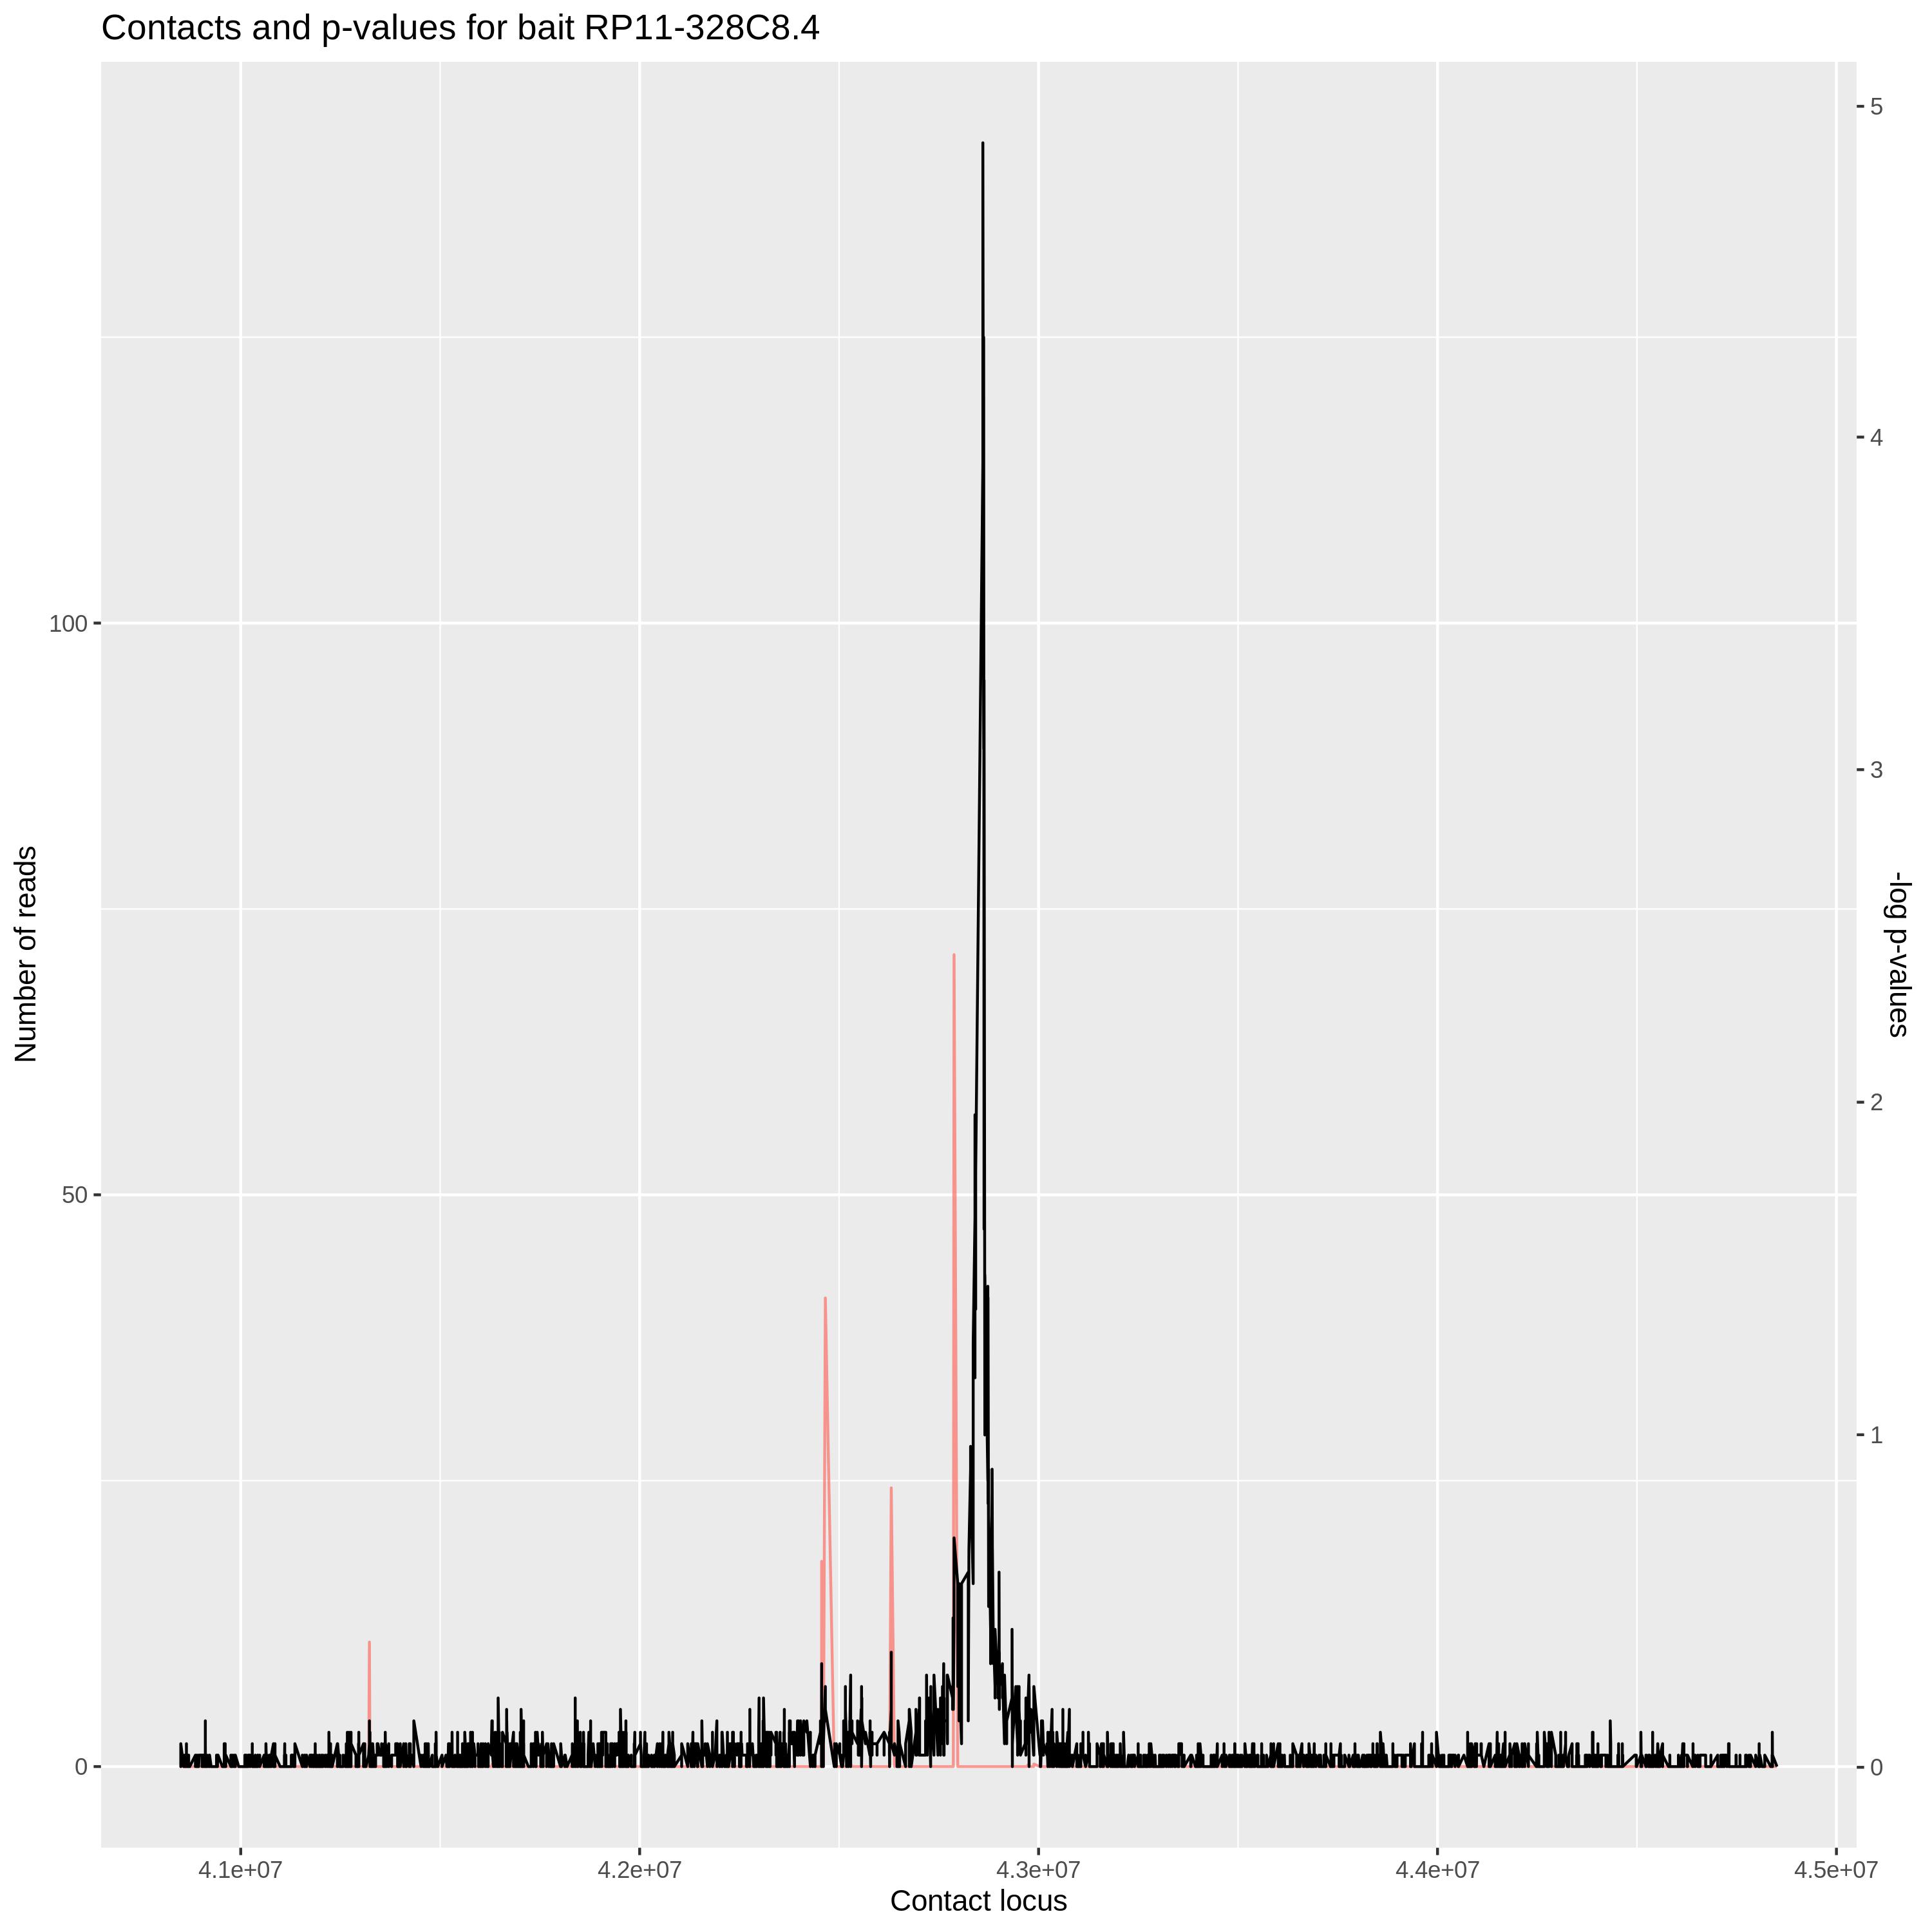 Contacts and p-values for bait RP11-328C8.4
Number of reads
100
50
0
-log p-values
5
4
3
2
1
0
4.1e+07
4.2e+07
4.3e+07
4.4e+07
4.5e+07
Contact locus